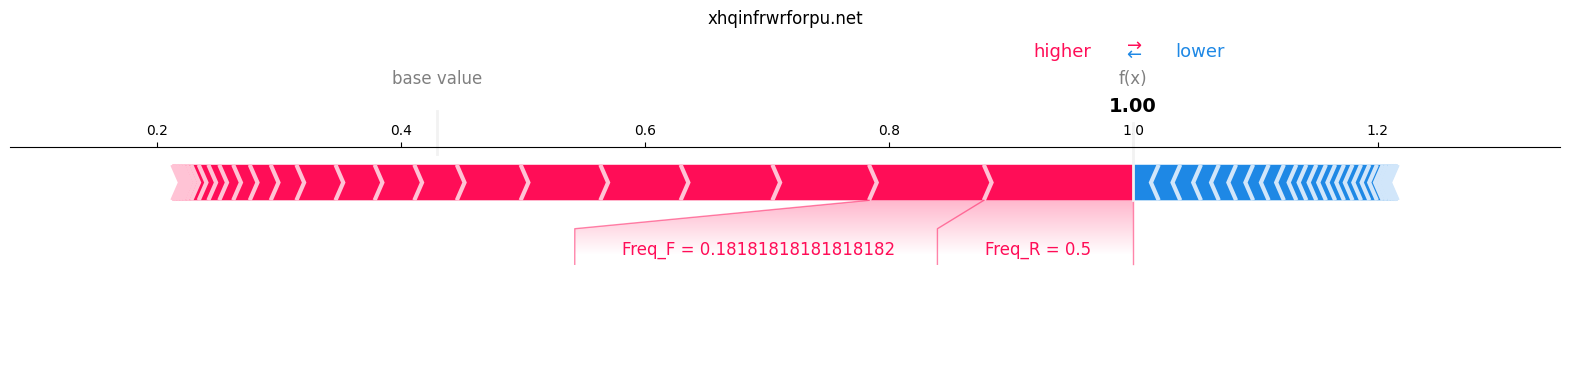 xhqinfrwrforpu.net
higher ⇄ lower
base value f(x)
1.00
0.2 0.4 0.6 0.8 1.0 1.2
Freq_F = 0.18181818181818182 Freq_R = 0.5